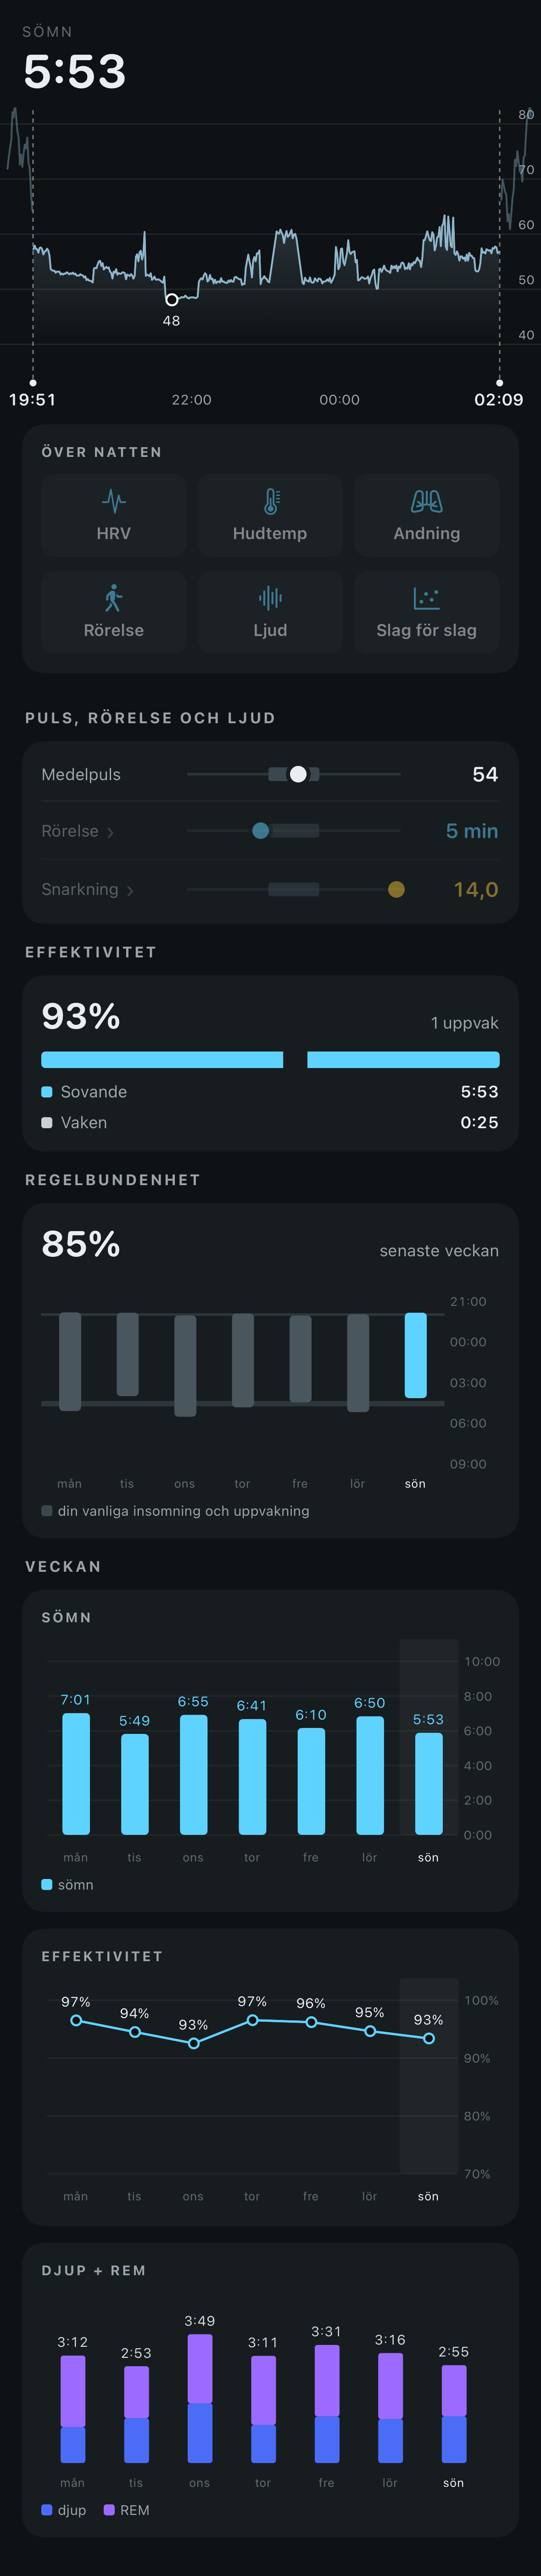 SÖMN
5:53
80
70
60
50
40
48
19:51 22:00 00:00 02:09
ÖVER NATTEN
HRV Hudtemp Andning
Rörelse Ljud Slag för slag
PULS, RÖRELSE OCH LJUD
Medelpuls 54
Rörelse › 5 min
Snarkning › 14,0
EFFEKTIVITET
93% 1 uppvak
Sovande 5:53
Vaken 0:25
REGELBUNDENHET
85% senaste veckan
21:00
00:00
03:00
06:00
09:00
mån tis ons tor fre lör sön
din vanliga insomning och uppvakning
VECKAN
SÖMN
10:00
8:00
6:00
4:00
2:00
0:00
7:01 5:49 6:55 6:41 6:10 6:50 5:53
mån tis ons tor fre lör sön
sömn
EFFEKTIVITET
97% 94% 93% 97% 96% 95% 93%
100%
90%
80%
70%
mån tis ons tor fre lör sön
DJUP + REM
3:12 2:53 3:49 3:11 3:31 3:16 2:55
mån tis ons tor fre lör sön
djup REM